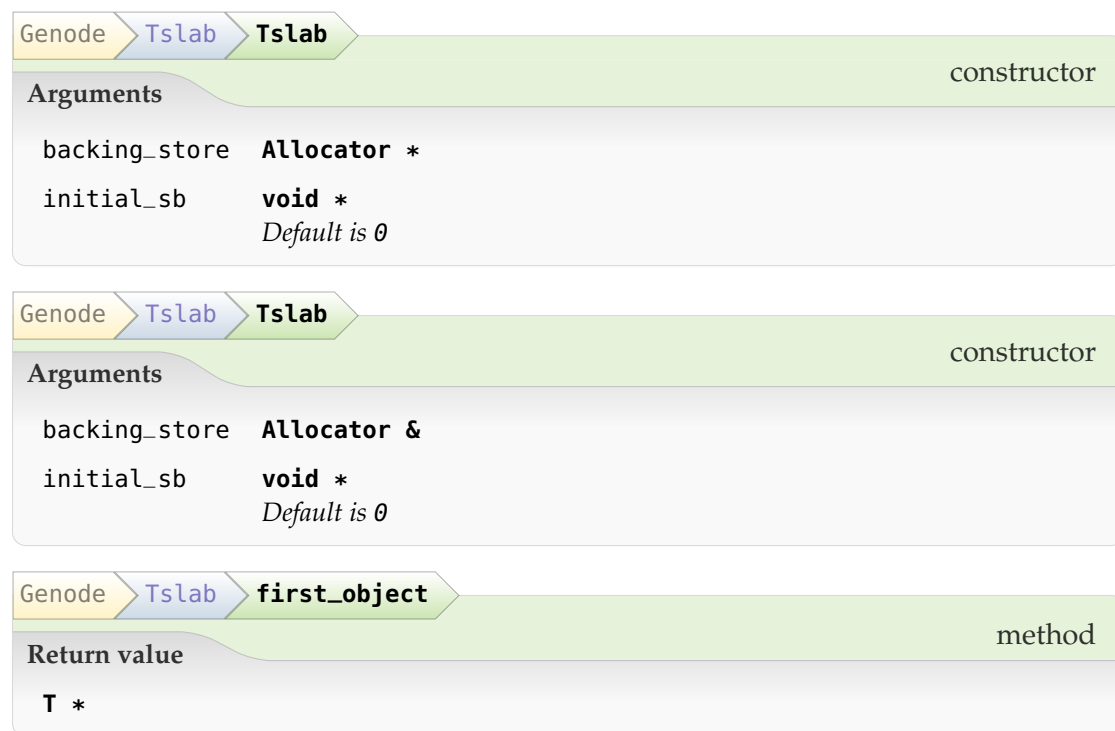 Genode Tslab Tslab
constructor
Arguments
backing_store Allocator *
initial_sb void *
Default is 0
Genode Tslab Tslab
constructor
Arguments
backing_store Allocator &
initial_sb void *
Default is 0
Genode Tslab first_object
method
Return value
T *